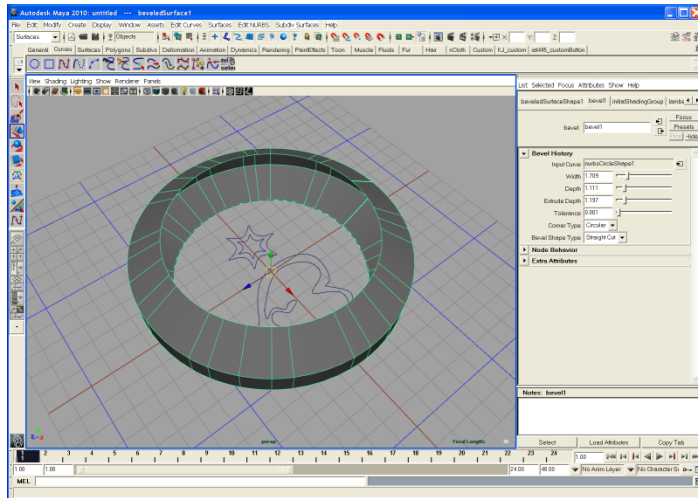 Autodesk Maya 2010: untitled --- beveledSurface1
File Edit Modify Create Display Window Assets Edit Curves Surfaces Edit NURBS Subdiv Surfaces Help
Surfaces Objects X: Y: Z:
General Curves Surfaces Polygons Subdivs Deformation Animation Dynamics Rendering PaintEffects Toon Muscle Fluids Fur Hair nCloth Custom
View Shading Lighting Show Renderer Panels
List Selected Focus Attributes Show Help
beveledSurfaceShape1 bevel1 initialShadingGroup
Focus
bevel: bevel1 Presets
Hide
Bevel History
Input Curve nurbsCircleShape1
Width 1.709
Depth 1.111
Extrude Depth 1.197
Tolerance 0.001
Corner Type Circular
Bevel Shape Type Straight Cut
Node Behavior
Extra Attributes
Notes: bevel1
persp Focal Length
Select Load Attributes Copy Tab
1 2 3 4 5 6 7 8 9 10 11 12 13 14 15 16 17 18 19 20 21 22 23 24 1.00
1.00 1.00 24.00 48.00 No Anim Layer No Character
MEL